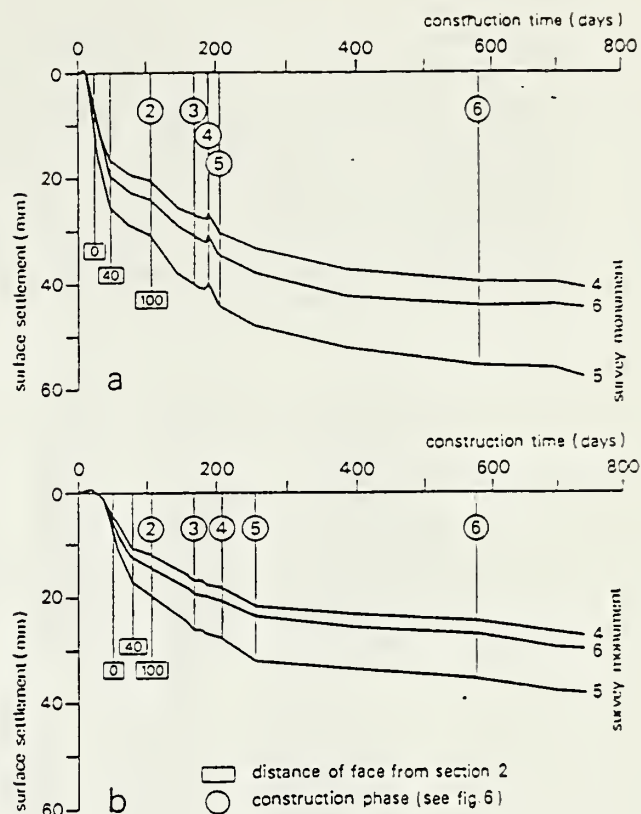 construction time (days)
0 200 400 600 800
0
20
40
60
surface settlement (mm)
2
3
4
5
6
0
40
100
4
6
5
survey monument
a
construction time (days)
0 200 400 600 800
0
20
40
60
surface settlement (mm)
2
3
4
5
6
40
0
100
4
6
5
survey monument
b
distance of face from section 2
construction phase (see fig.6)